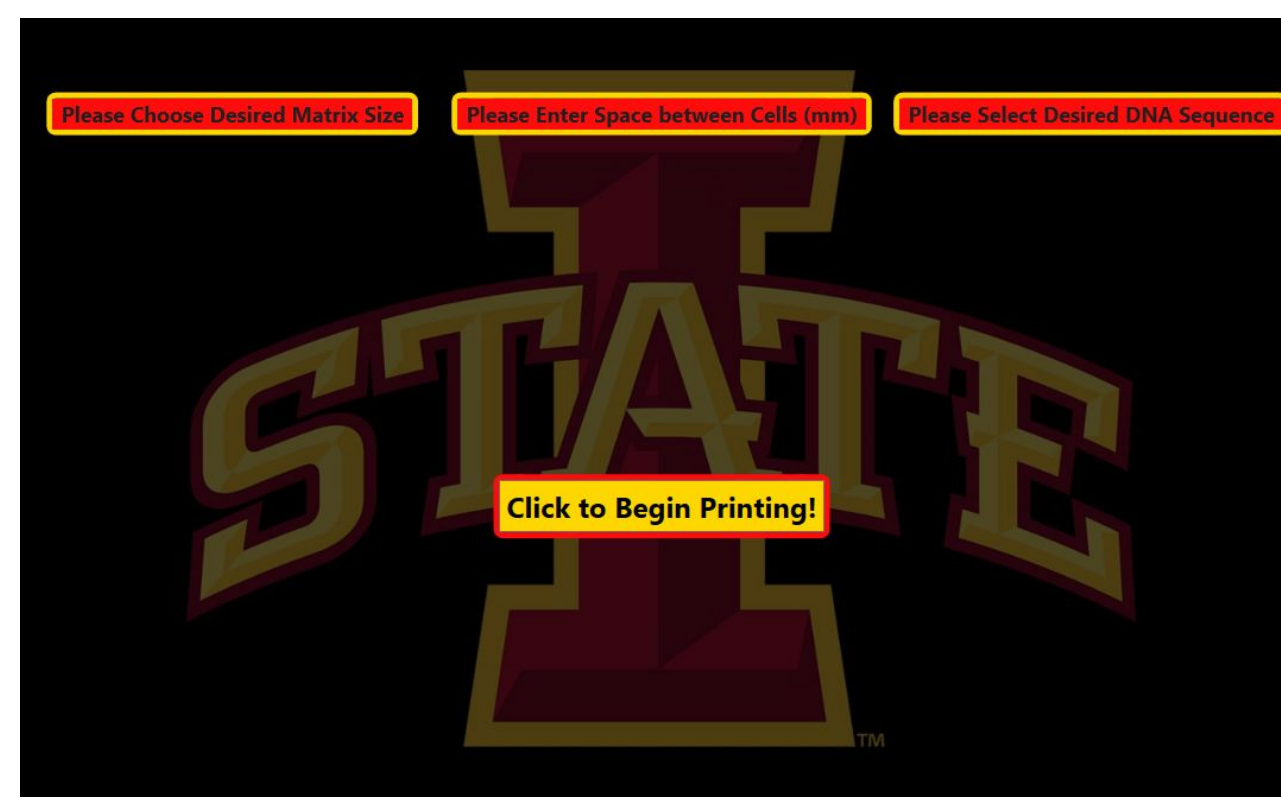 Please Choose Desired Matrix Size
Please Enter Space between Cells (mm)
Please Select Desired DNA Sequence
I
STATE
Click to Begin Printing!
TM